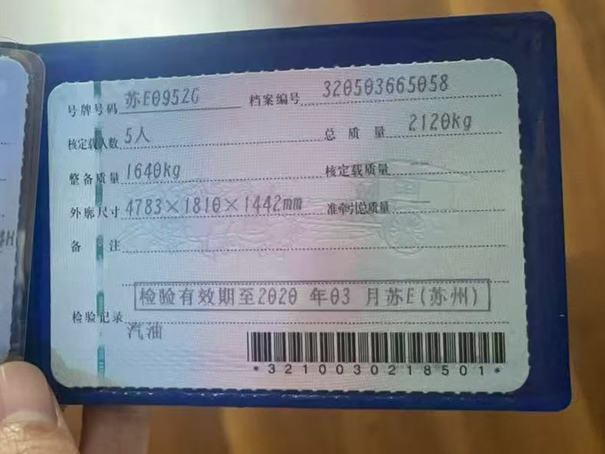 号牌号码 苏E0952G 档案编号 320503665058
核定载人数 5人 总质量 2120kg
整备质量 1640kg 核定载质量
外廓尺寸 4783×1810×1442mm 准牵引总质量
备注
检验有效期至2020 年03 月苏E(苏州)
检验记录
汽油
*3210030218501*